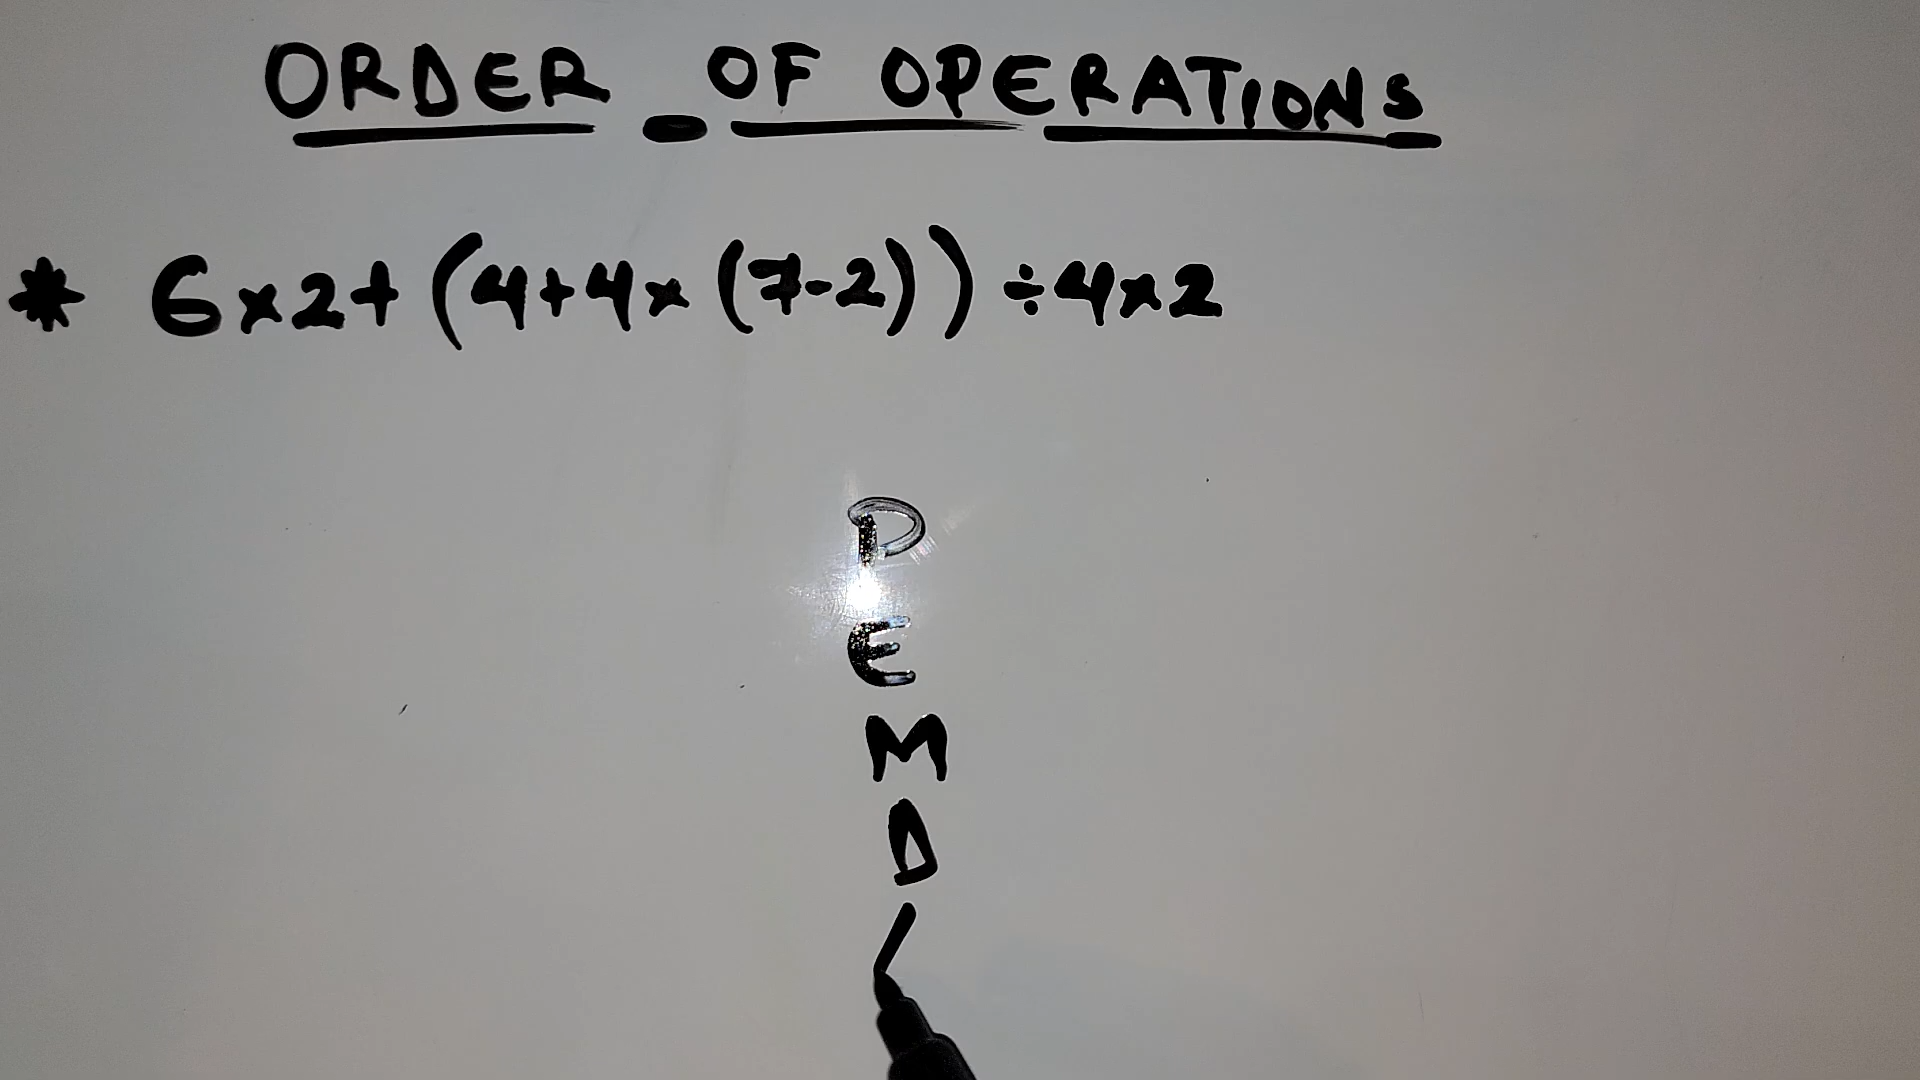 ORDER OF OPERATIONS
* 6×2+(4+4×(7-2))÷4×2
P
E
M
D